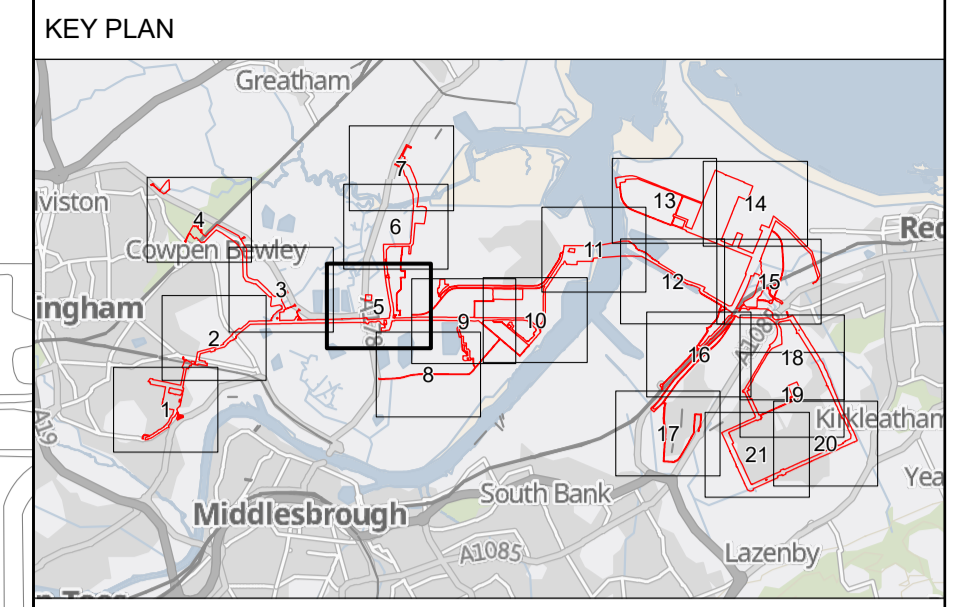 KEY PLAN
Greatham
7
13
14
lviston
4
6
Red
Cowpen Bewley
11
3
12
15
ingham
5
A178
9
10
2
16
A1085
18
8
19
1
A19
17
Kirkleatham
20
21
Yea
South Bank
Middlesbrough
A1085
Lazenby
n-Tees